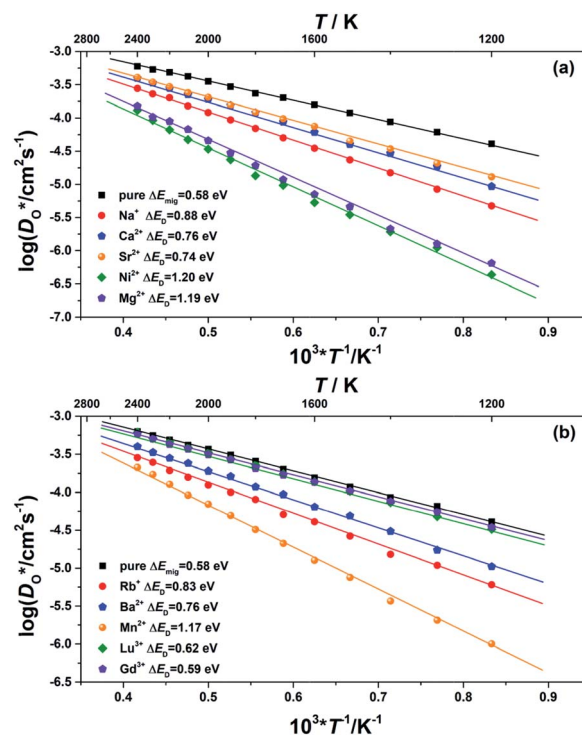 T / K
2800 2400 2000 1600 1200
(a)
-3.0
-3.5
-4.0
-4.5
-5.0
-5.5
-6.0
-6.5
-7.0
log(D_O*/cm²s⁻¹)
pure ΔE_mig=0.58 eV
Na⁺ ΔE_D=0.88 eV
Ca²⁺ ΔE_D=0.76 eV
Sr²⁺ ΔE_D=0.74 eV
Ni²⁺ ΔE_D=1.20 eV
Mg²⁺ ΔE_D=1.19 eV
0.4 0.5 0.6 0.7 0.8 0.9
10³*T⁻¹/K⁻¹
T / K
2800 2400 2000 1600 1200
(b)
-3.0
-3.5
-4.0
-4.5
-5.0
-5.5
-6.0
-6.5
log(D_O*/cm²s⁻¹)
pure ΔE_mig=0.58 eV
Rb⁺ ΔE_D=0.83 eV
Ba²⁺ ΔE_D=0.76 eV
Mn²⁺ ΔE_D=1.17 eV
Lu³⁺ ΔE_D=0.62 eV
Gd³⁺ ΔE_D=0.59 eV
0.4 0.5 0.6 0.7 0.8 0.9
10³*T⁻¹/K⁻¹